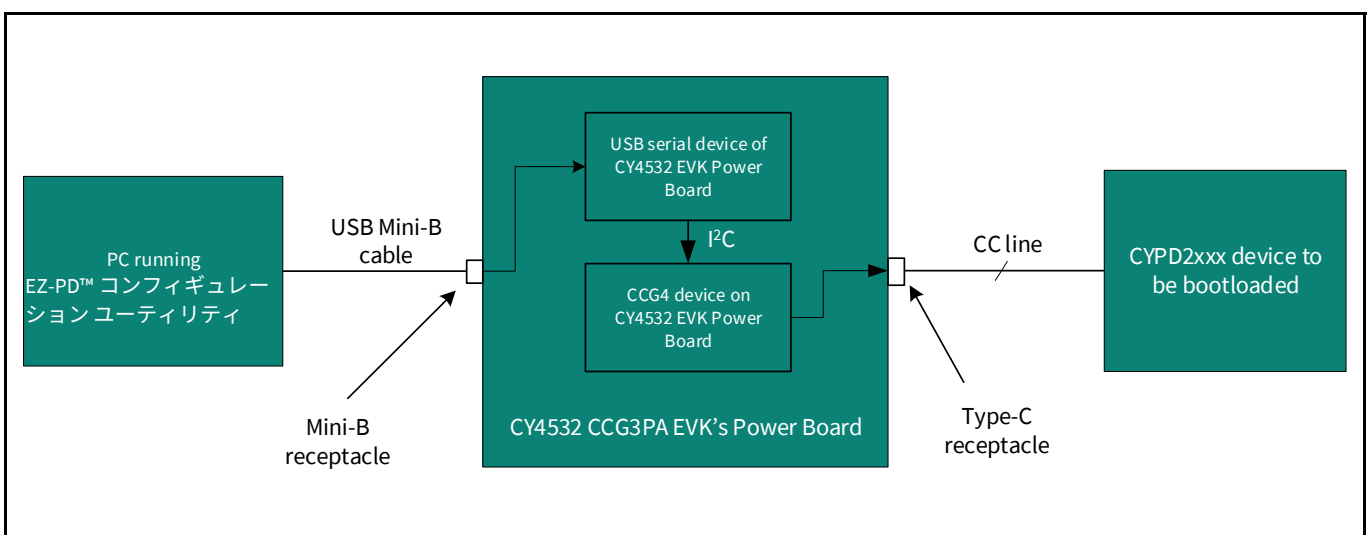 PC running
EZ-PD™ コンフィギュレー
ション ユーティリティ
USB Mini-B
cable
Mini-B
receptacle
USB serial device of
CY4532 EVK Power
Board
I²C
CCG4 device on
CY4532 EVK Power
Board
CY4532 CCG3PA EVK’s Power Board
CC line
Type-C
receptacle
CYPD2xxx device to
be bootloaded